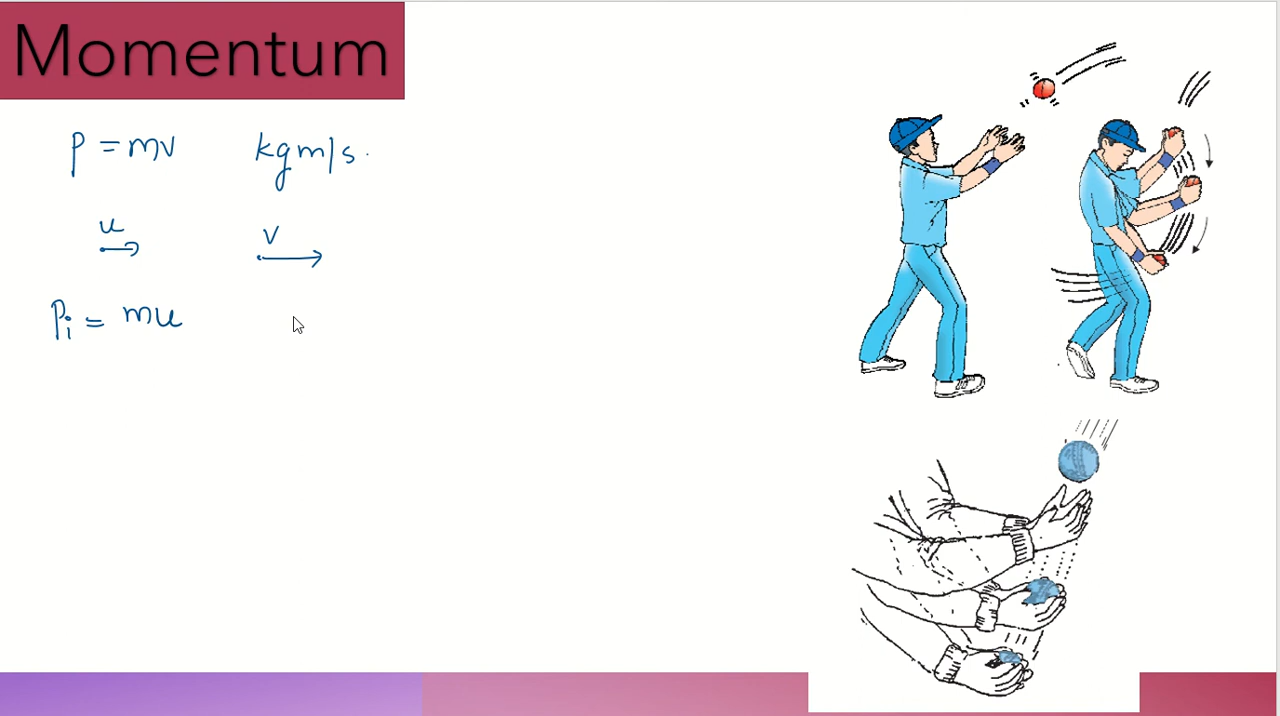 Momentum
p = mv kgm/s.
u v
Pi = mu